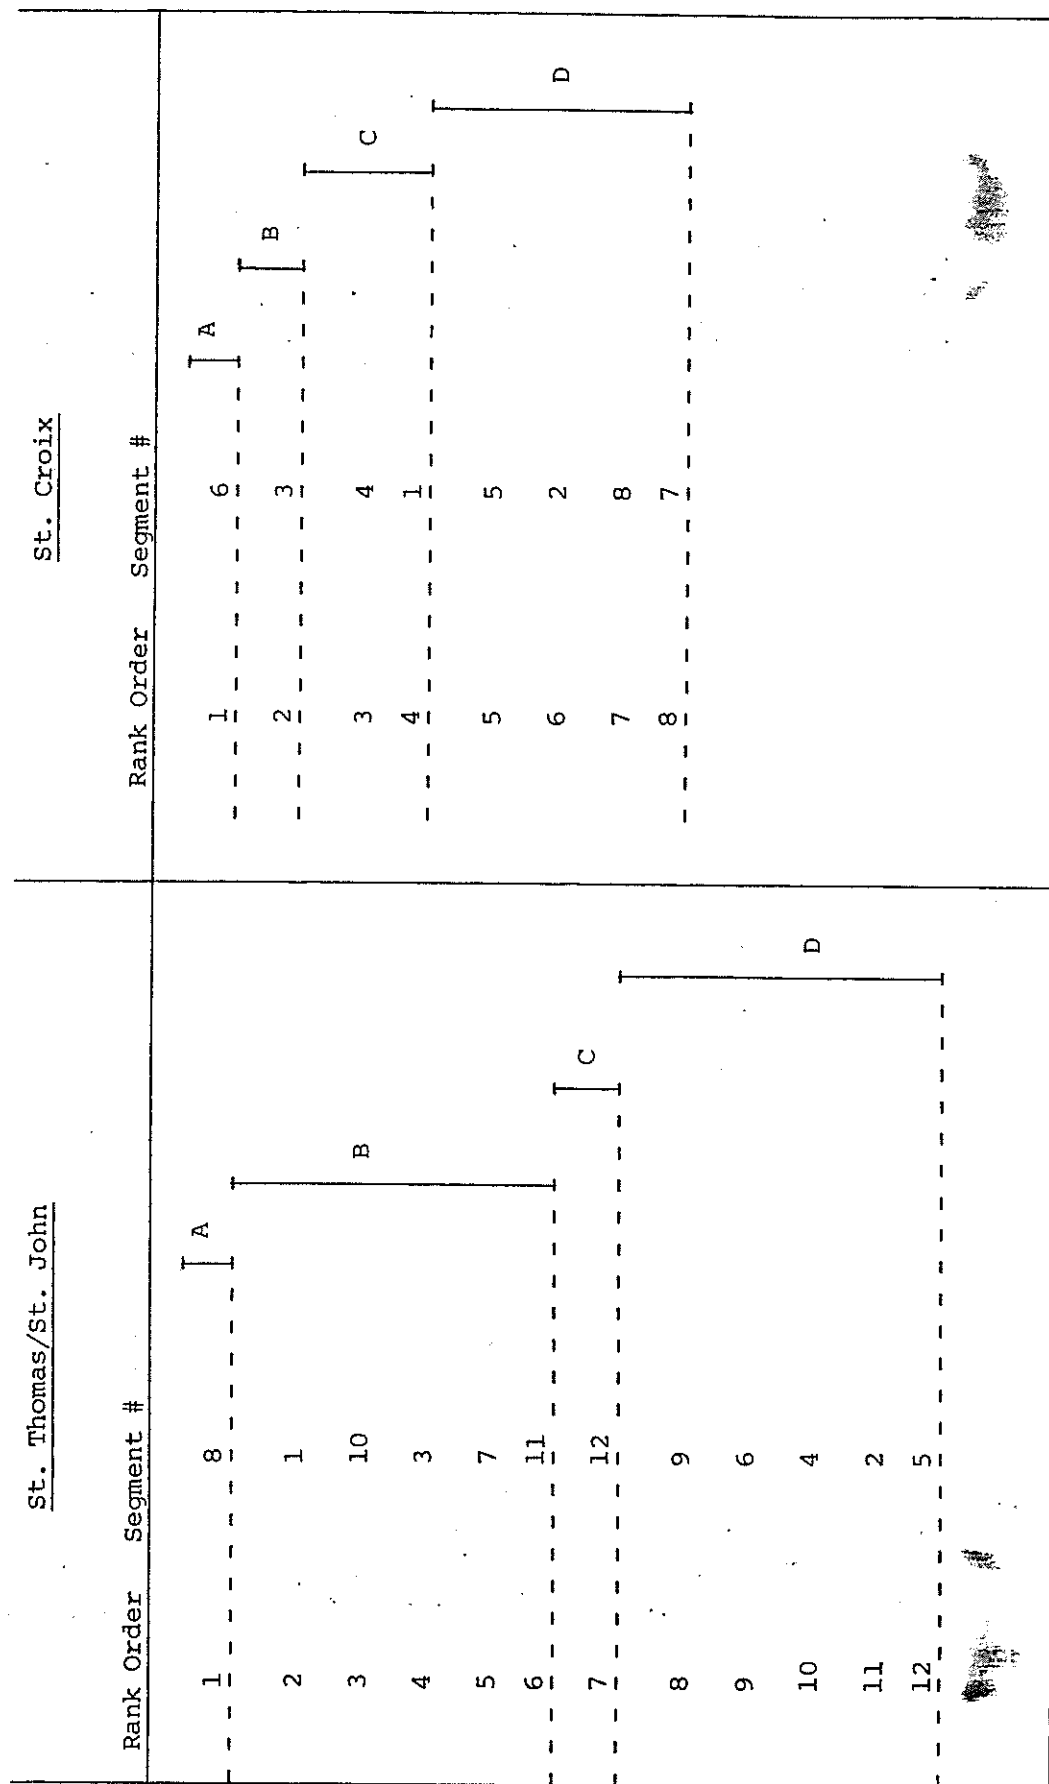 St. Thomas/St. John
Rank Order Segment #
1 8 A
2 1
3 10 B
4 3
5 7
6 11
7 12 C
8 9
9 6
10 4 D
11 2
12 5
St. Croix
Rank Order Segment #
1 6 A
2 3 B
3 4 C
4 1
5 5
6 2 D
7 8
8 7